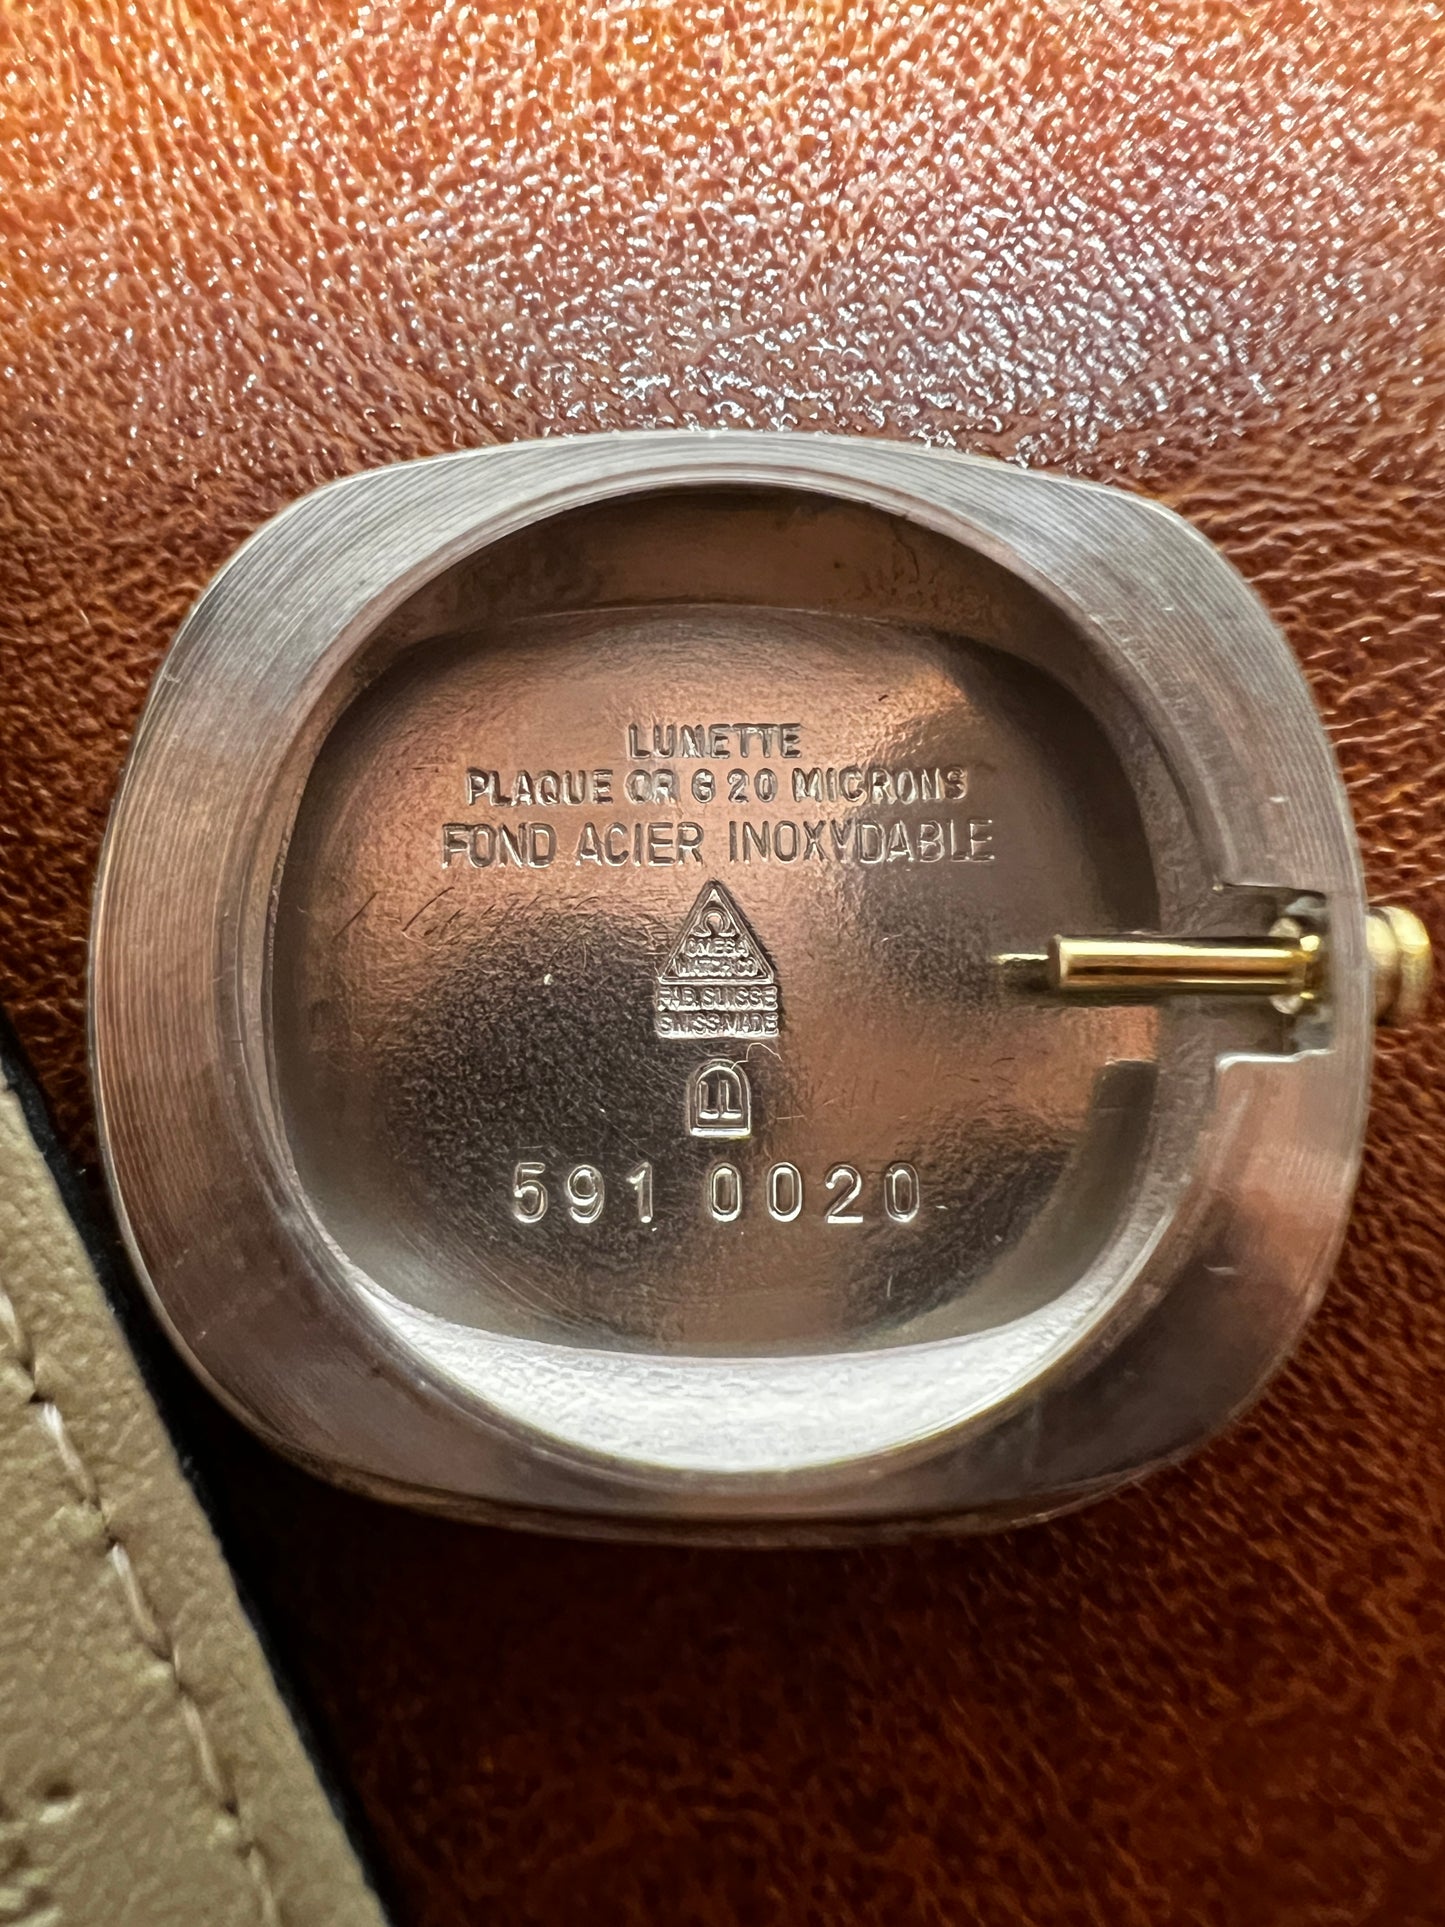 LUNETTE
PLAQUE OR G 20 MICRONS
FOND ACIER INOXYDABLE
Ω
OMEGA
WATCH CO
FAB. SUISSE
SWISS MADE
591 0020